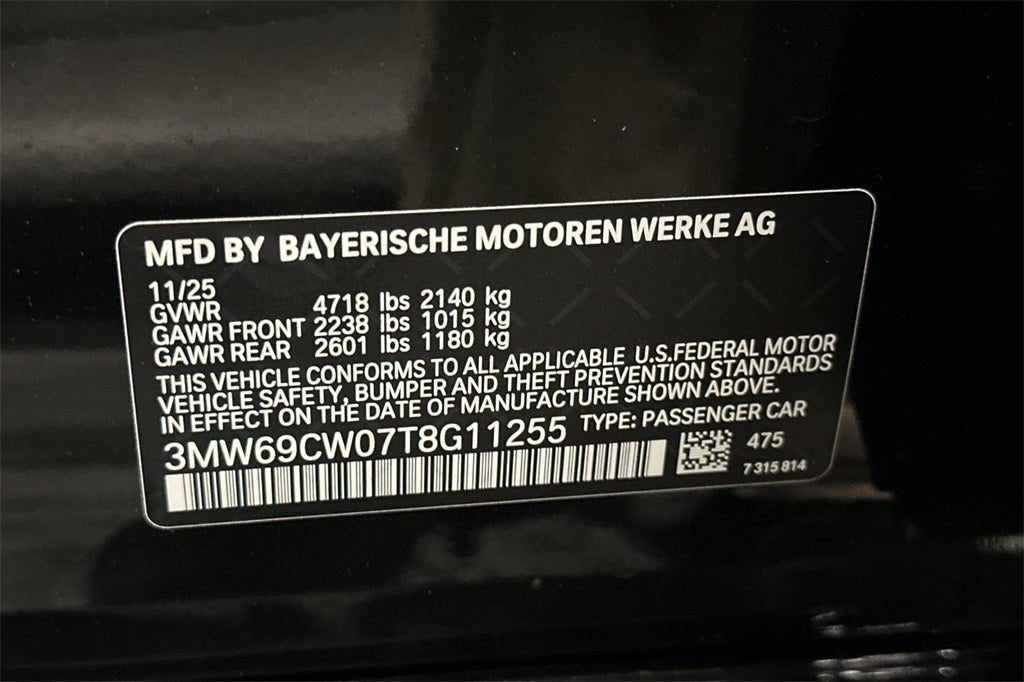 MFD BY BAYERISCHE MOTOREN WERKE AG
11/25
GVWR 4718 lbs 2140 kg
GAWR FRONT 2238 lbs 1015 kg
GAWR REAR 2601 lbs 1180 kg
THIS VEHICLE CONFORMS TO ALL APPLICABLE U.S.FEDERAL MOTOR
VEHICLE SAFETY, BUMPER AND THEFT PREVENTION STANDARDS
IN EFFECT ON THE DATE OF MANUFACTURE SHOWN ABOVE.
3MW69CW07T8G11255 TYPE: PASSENGER CAR
475
7 315 814